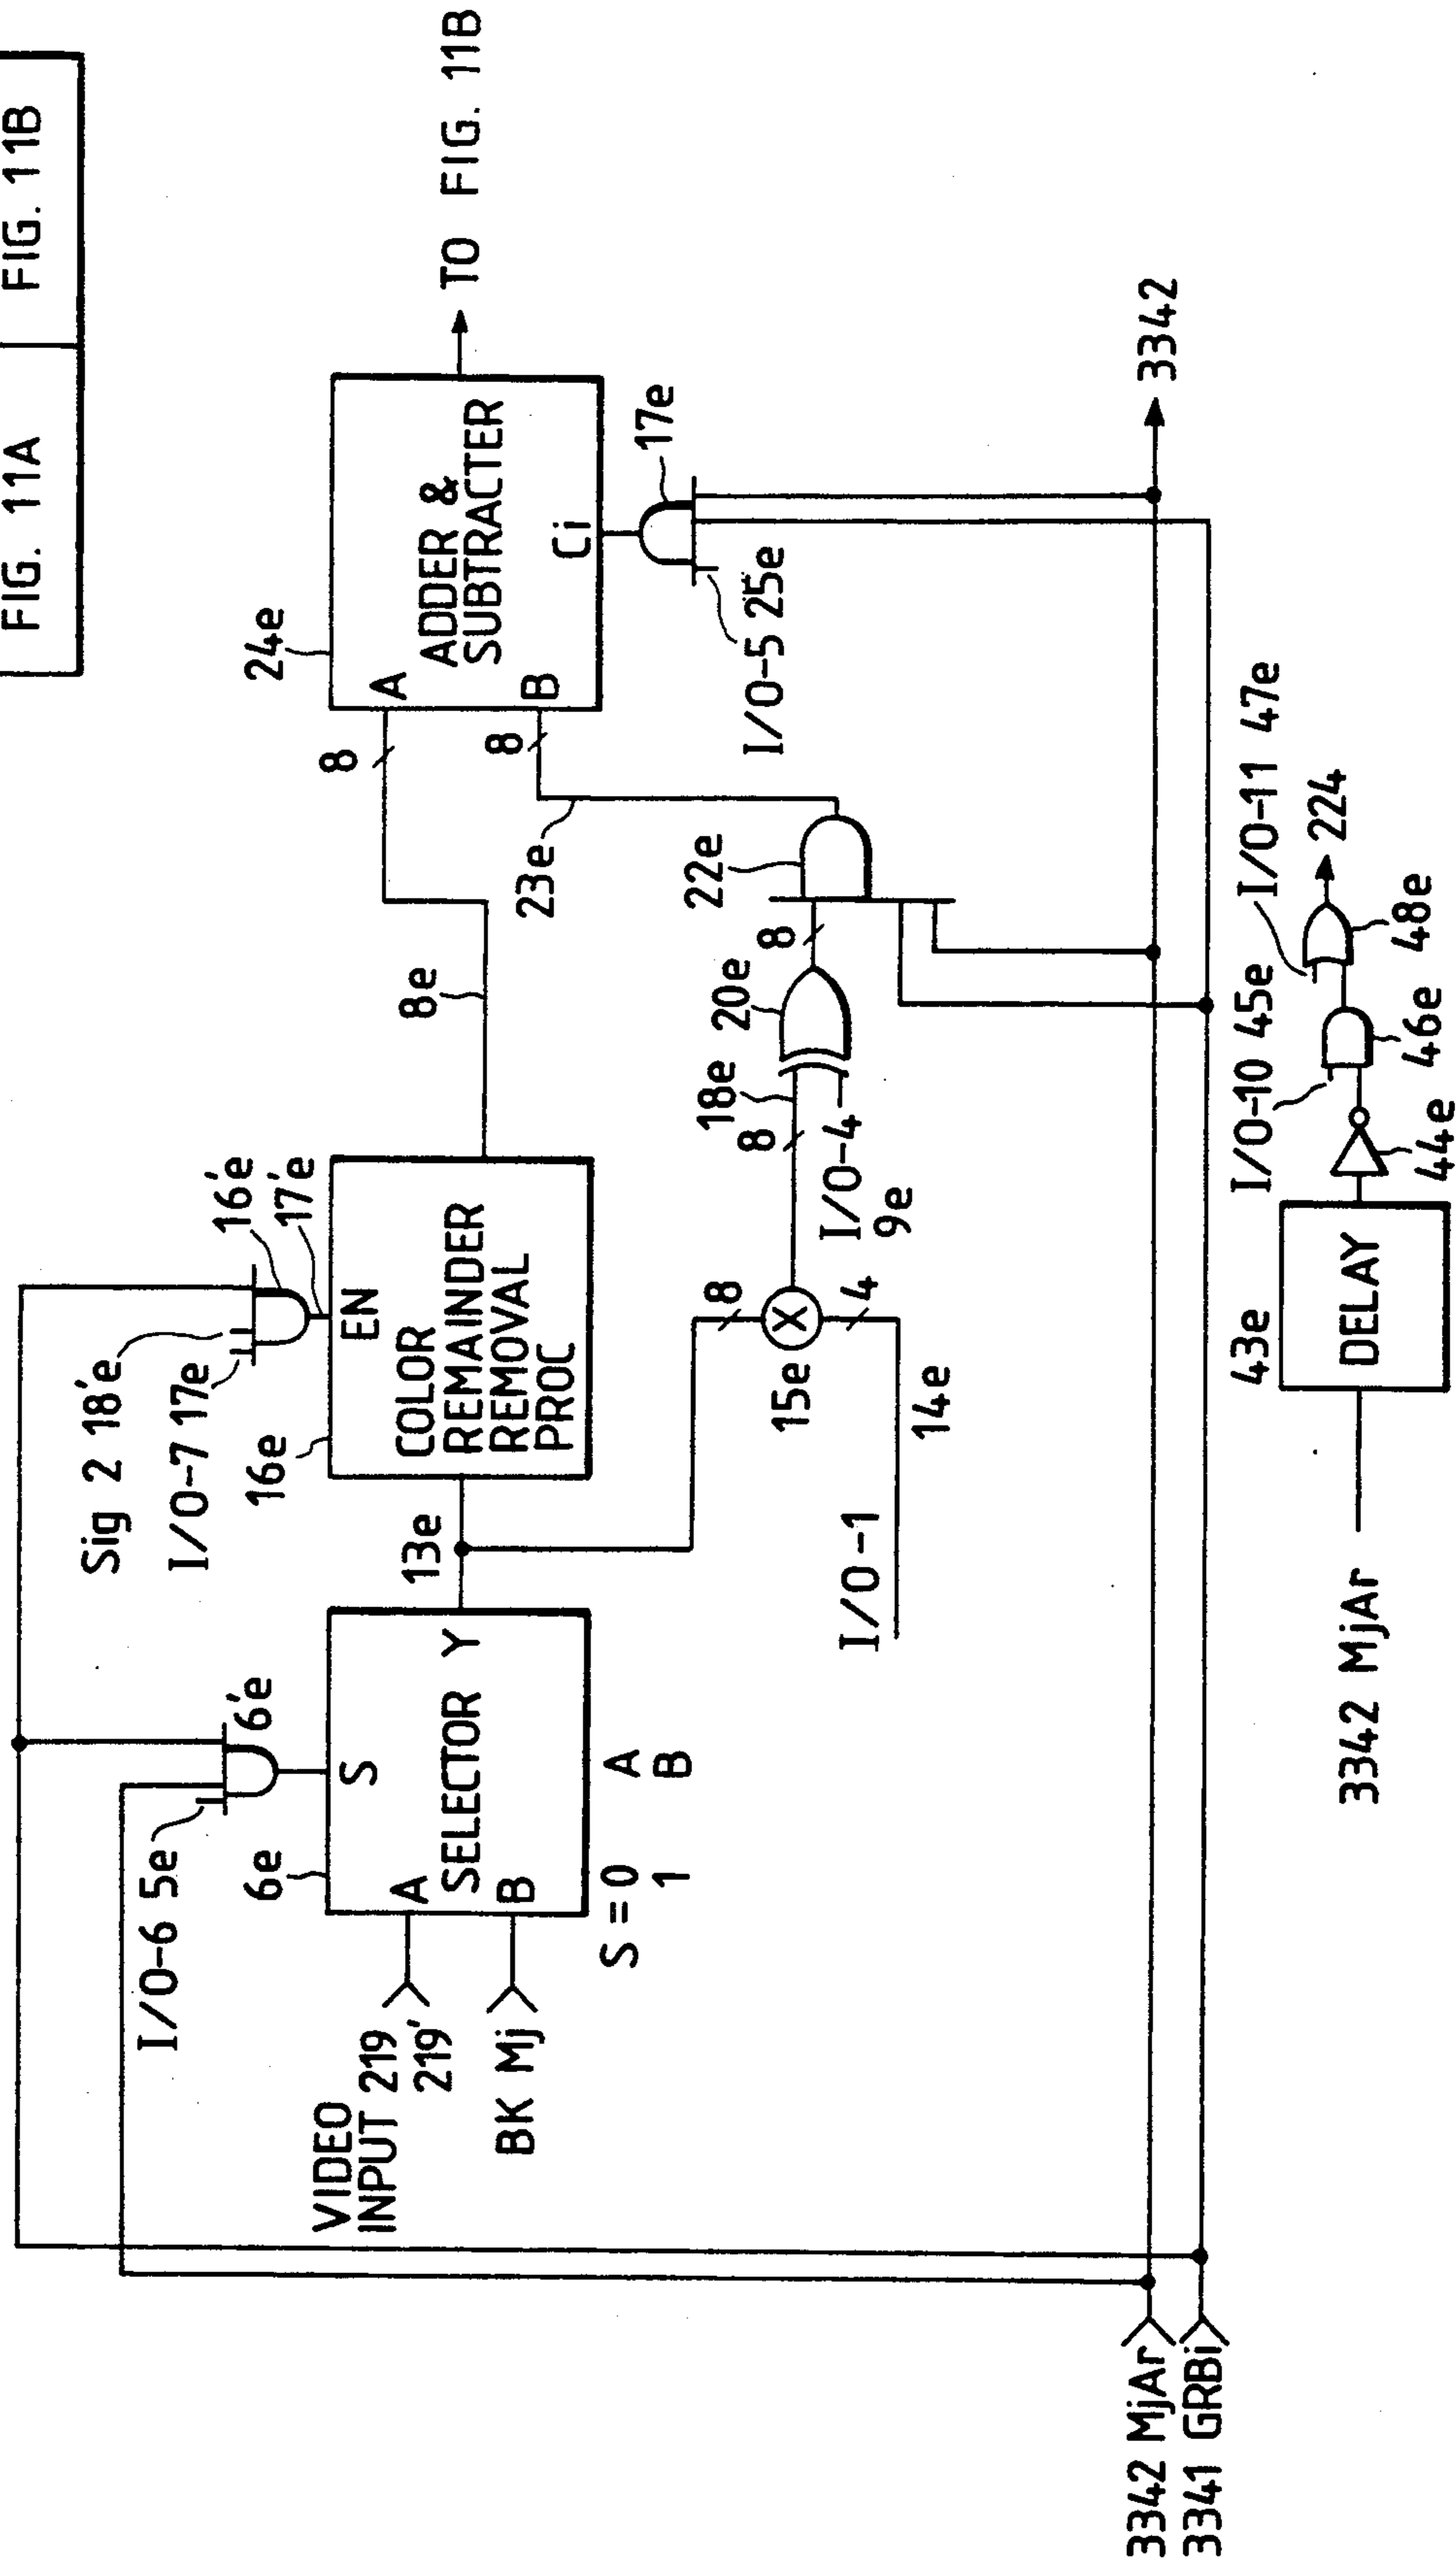 FIG. 11A
FIG. 11B
Sig 2 18'e
I/O-7 17e
16'e
17'e
I/O-6 5e
6'e
6e
S
A
SELECTOR Y
B
S = 0 A
1 B
VIDEO
INPUT 219
219'
BK Mj
13e
16e
EN
COLOR
REMAINDER
REMOVAL
PROC
8e
8
8
24e
A
B
ADDER &
SUBTRACTER
Ci
TO FIG. 11B
17e
I/O-5 25e
23e
22e
8
20e
18e
8
I/O-4
9e
8
15e
4
I/O-1
14e
3342 MjAr
3341 GRBi
3342
3342 MjAr
43e
DELAY
44e
I/O-10 45e
46e
I/O-11 47e
48e
224